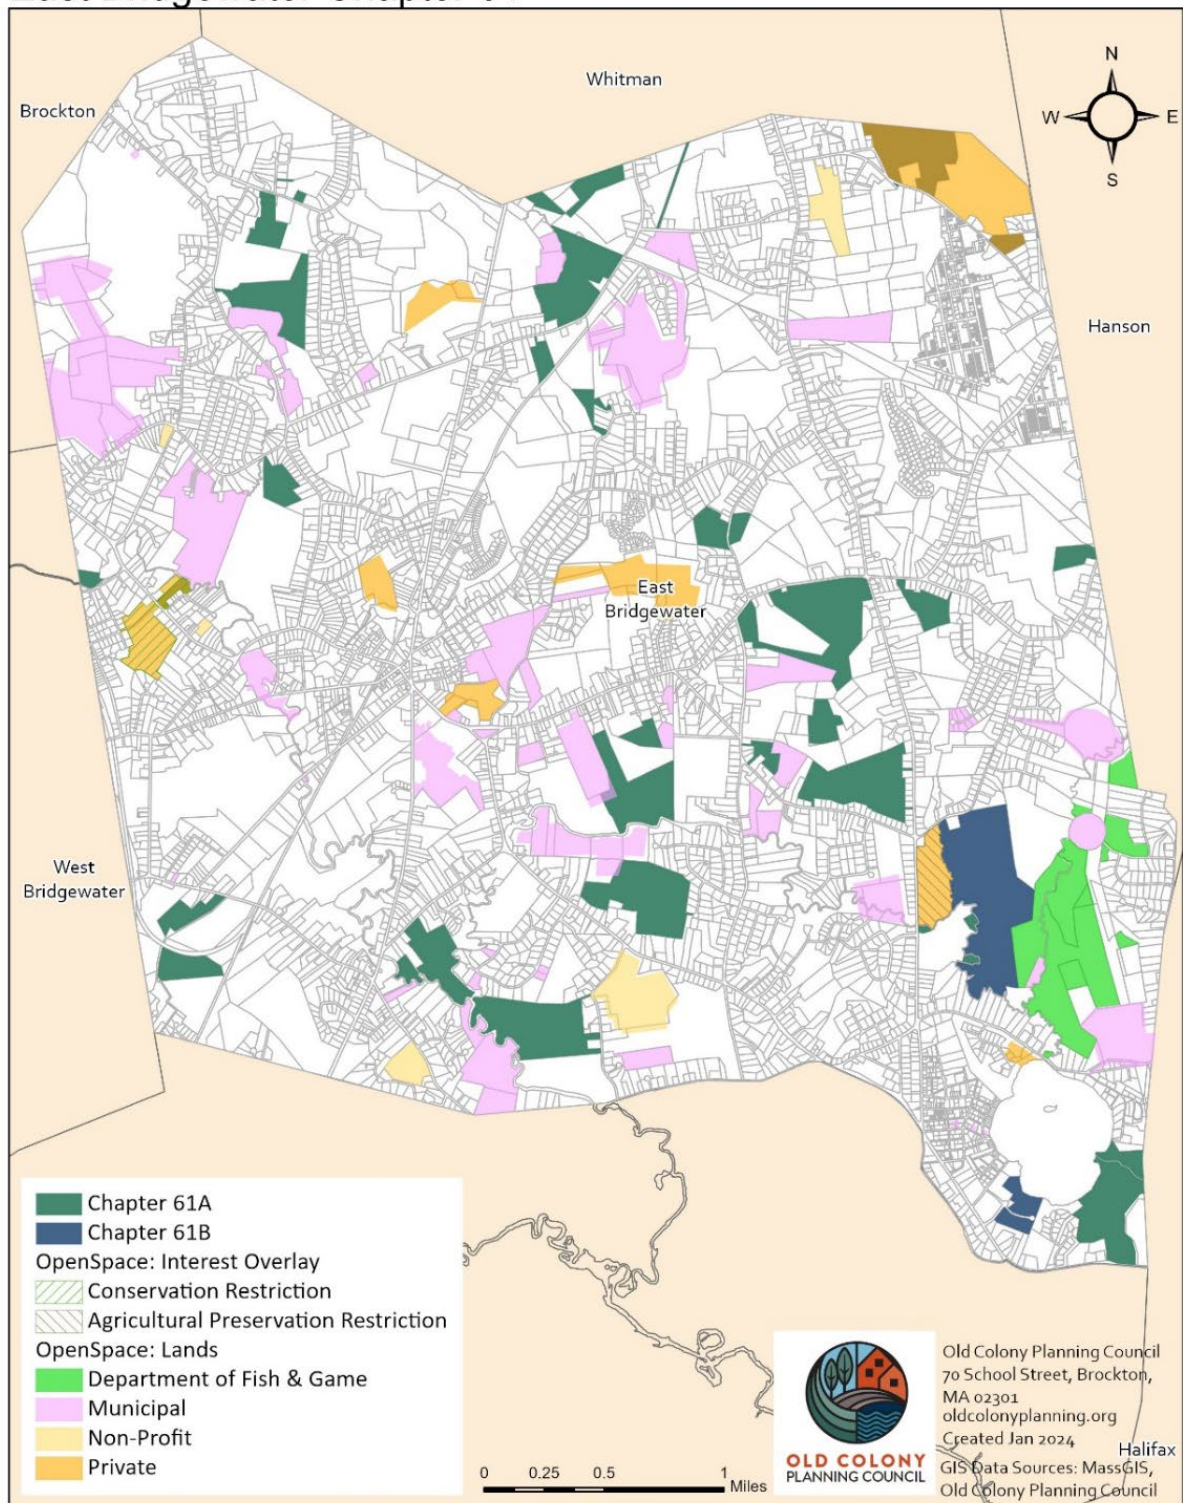 Brockton
Whitman
N
W
E
S
Hanson
East
Bridgewater
West
Bridgewater
Chapter 61A
Chapter 61B
OpenSpace: Interest Overlay
Conservation Restriction
Agricultural Preservation Restriction
OpenSpace: Lands
Department of Fish & Game
Municipal
Non-Profit
Private
0 0.25 0.5 1
Miles
OLD COLONY
PLANNING COUNCIL
Old Colony Planning Council
70 School Street, Brockton,
MA 02301
oldcolonyplanning.org
Created Jan 2024
Halifax
GIS Data Sources: MassGIS,
Old Colony Planning Council